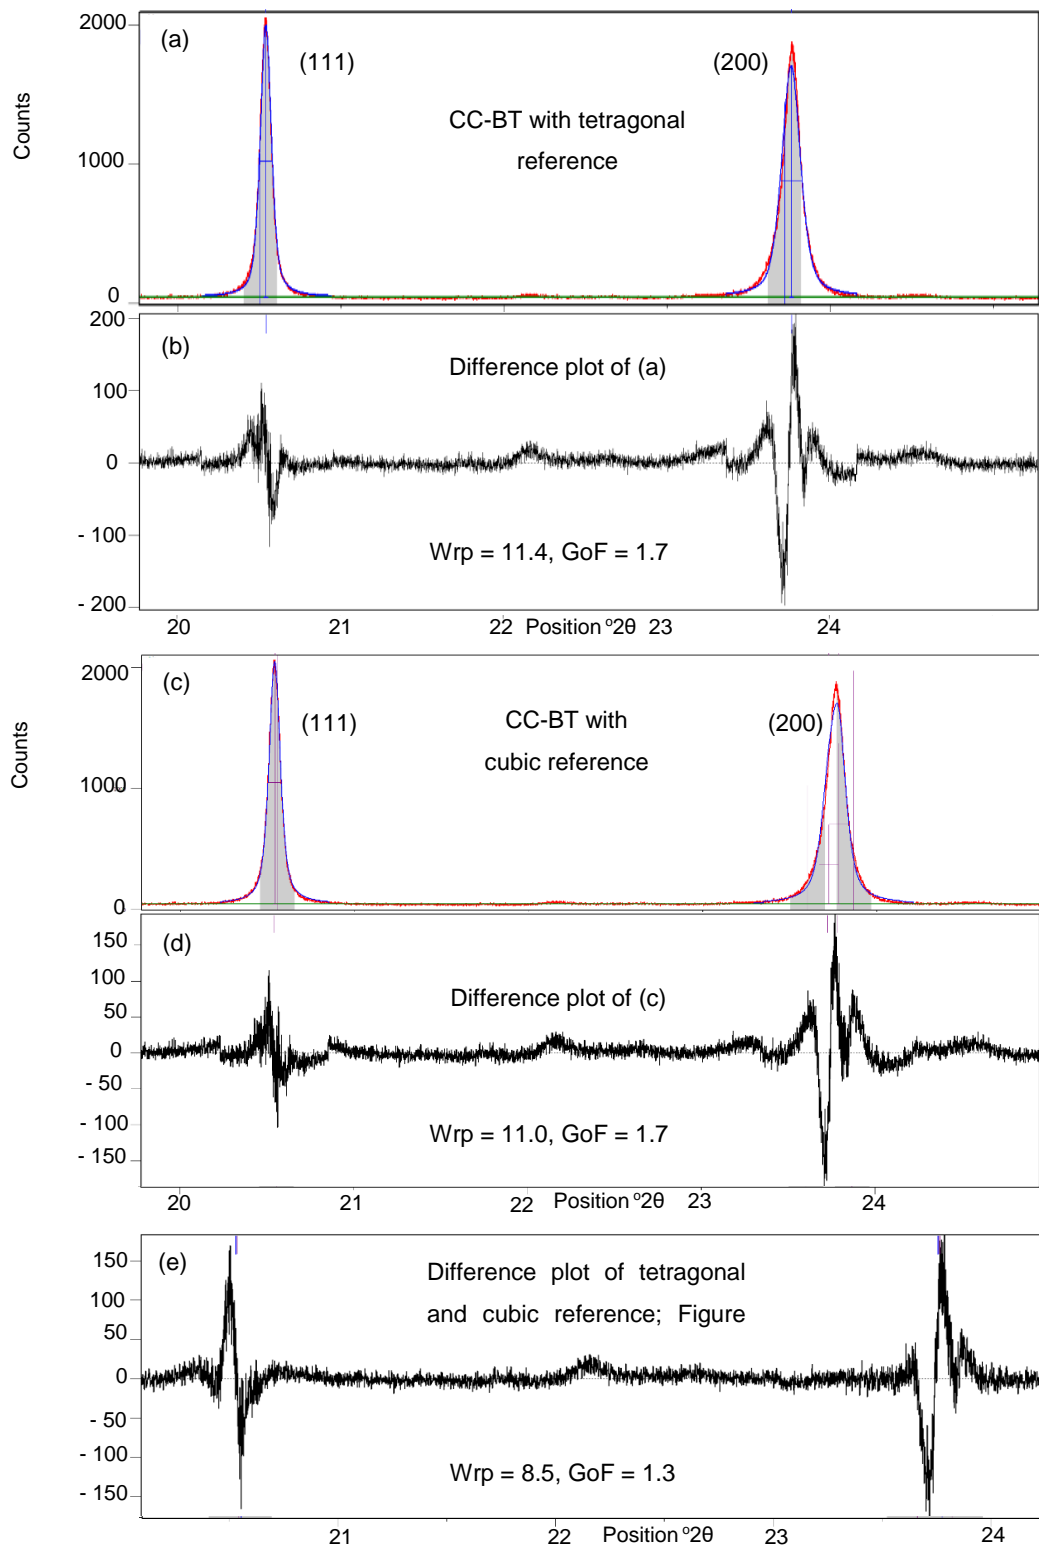 2000
(a)
(111)
(200)
CC-BT with tetragonal
reference
Counts
1000
0
200
(b)
Difference plot of (a)
100
0
- 100
Wrp = 11.4, GoF = 1.7
- 200
20 21 22 Position º2θ 23 24
2000
(c)
(111)
CC-BT with
(200)
cubic reference
Counts
1000
0
150
(d)
100
Difference plot of (c)
50
0
- 50
- 100
Wrp = 11.0, GoF = 1.7
- 150
20 21 22 Position º2θ 23 24
150
(e)
Difference plot of tetragonal
100
and cubic reference; Figure
50
0
- 50
- 100
Wrp = 8.5, GoF = 1.3
- 150
21 22 Position º2θ 23 24